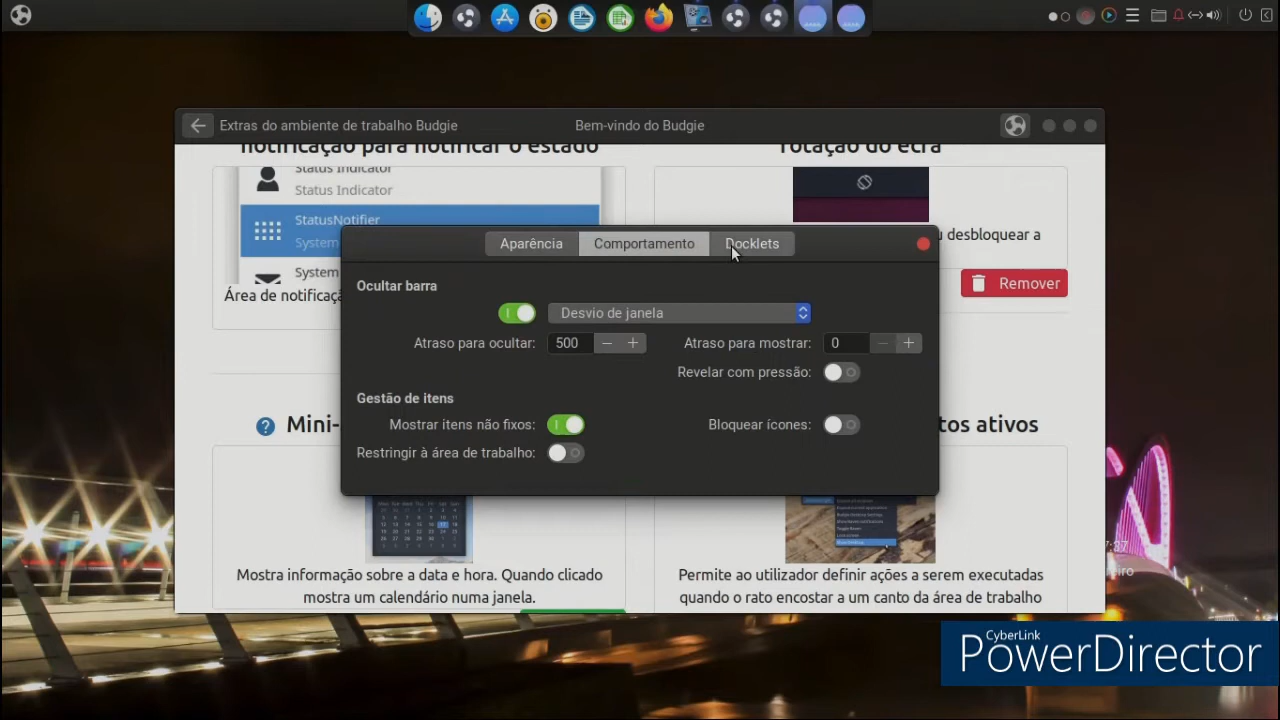 Extras do ambiente de trabalho Budgie
Bem-vindo do Budgie
notificação para notificar o estado
rotação do ecrã
Status Indicator
Status Indicator
StatusNotifier
System
System
Área de notificaç
desbloquear a
Remover
Aparência
Comportamento
Docklets
Ocultar barra
Desvio de janela
Atraso para ocultar: 500
Atraso para mostrar: 0
Revelar com pressão:
Gestão de itens
Mostrar itens não fixos:
Bloquear ícones:
Restringir à área de trabalho:
Mini-
tos ativos
Mostra informação sobre a data e hora. Quando clicado
mostra um calendário numa janela.
Permite ao utilizador definir ações a serem executadas
quando o rato encostar a um canto da área de trabalho
CyberLink
PowerDirector